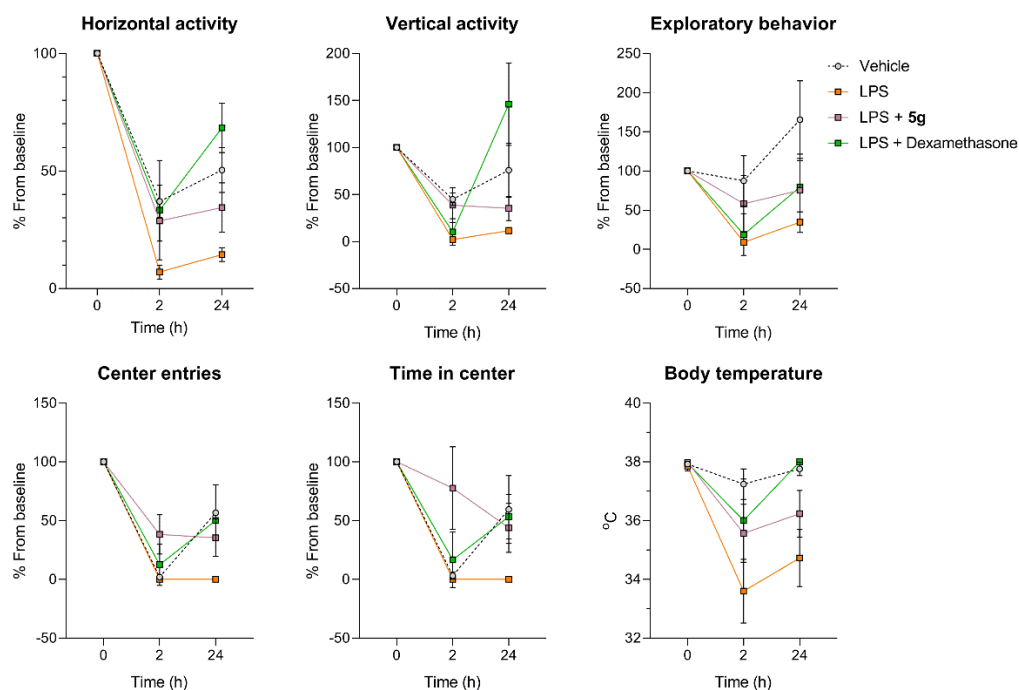 Horizontal activity
Vertical activity
Exploratory behavior
% From baseline
100
50
0
0
2
24
Time (h)
% From baseline
200
150
100
50
0
-50
0
2
24
Time (h)
% From baseline
250
200
150
100
50
0
-50
0
2
24
Time (h)
Vehicle
LPS
LPS + 5g
LPS + Dexamethasone
Center entries
Time in center
Body temperature
% From baseline
150
100
50
0
-50
0
2
24
Time (h)
% From baseline
150
100
50
0
-50
0
2
24
Time (h)
ºC
40
38
36
34
32
0
2
24
Time (h)